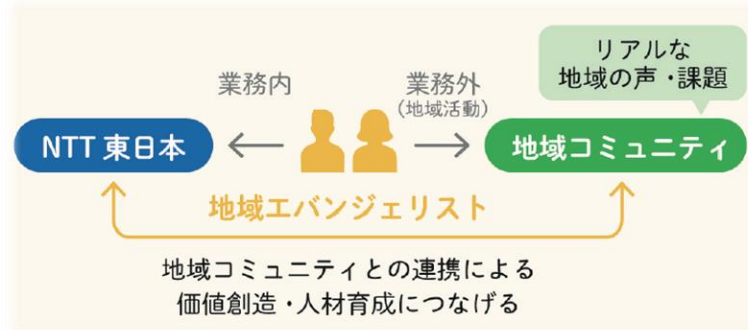 リアルな
地域の声・課題
業務内
業務外
(地域活動)
NTT 東日本
地域コミュニティ
地域エバンジェリスト
地域コミュニティとの連携による
価値創造・人材育成につなげる